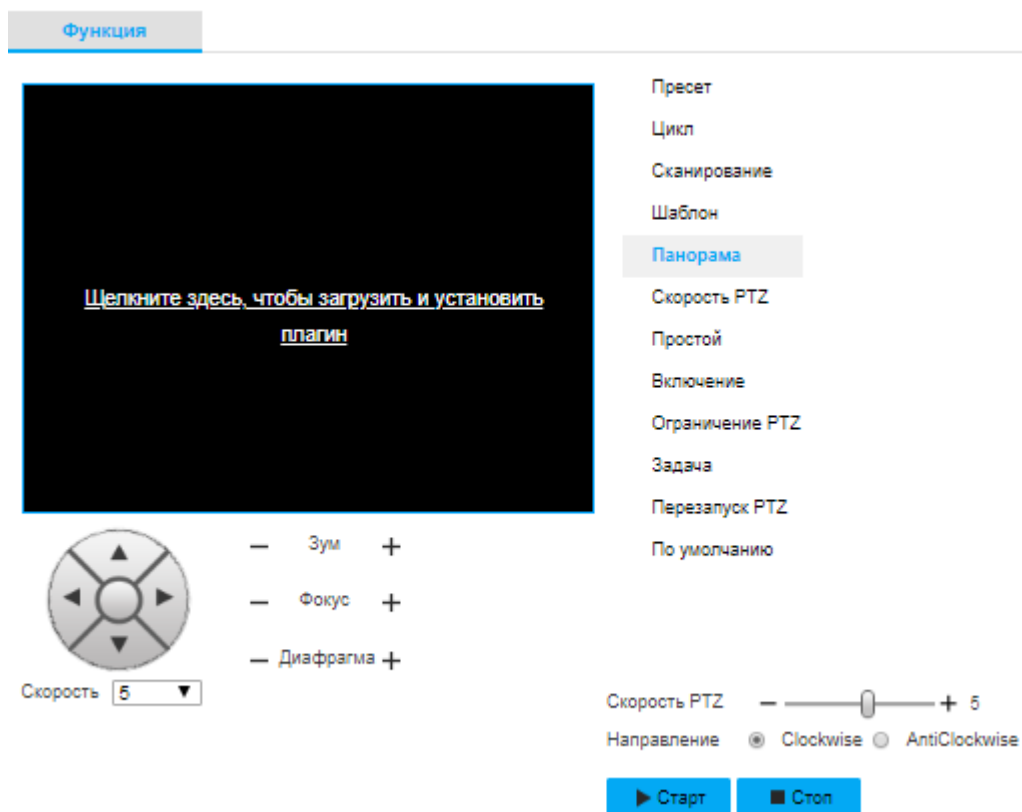 Функция
Щелкните здесь, чтобы загрузить и установить
плагин
Пресет
Цикл
Сканирование
Шаблон
Панорама
Скорость PTZ
Простой
Включение
Ограничение PTZ
Задача
Перезапуск PTZ
По умолчанию
— Зум +
— Фокус +
— Диафрагма +
Скорость 5
Скорость PTZ — + 5
Направление Clockwise AntiClockwise
Старт Стоп